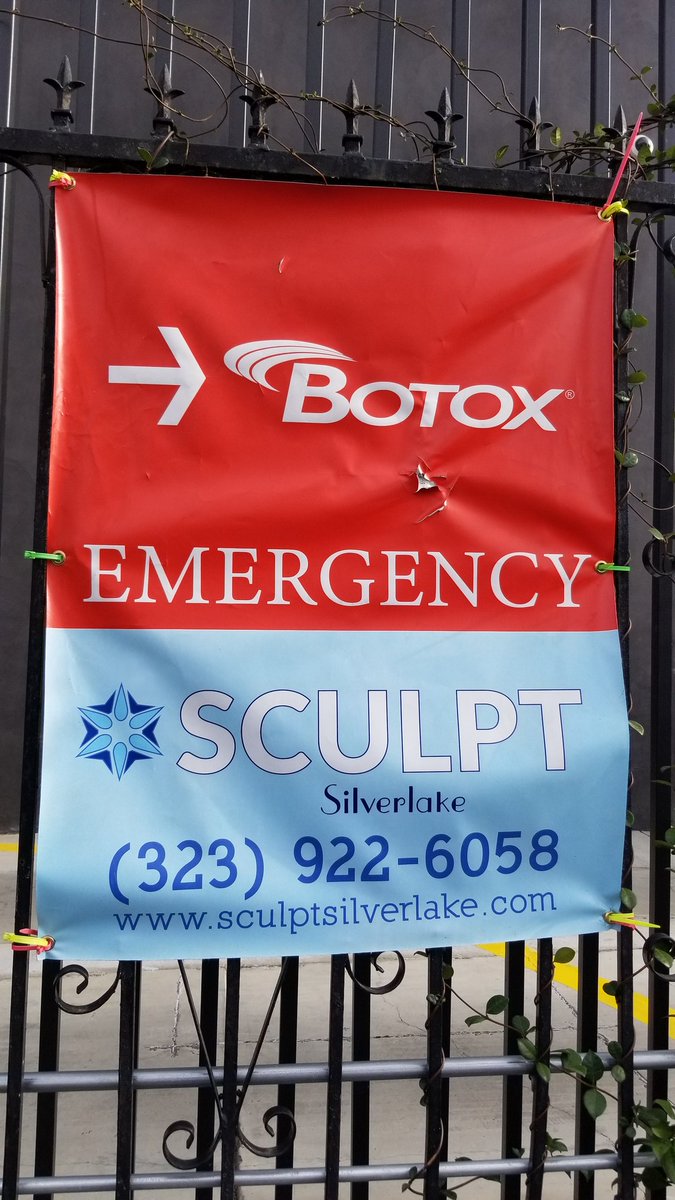 → BOTOX®
EMERGENCY
SCULPT
Silverlake
(323) 922-6058
www.sculptsilverlake.com